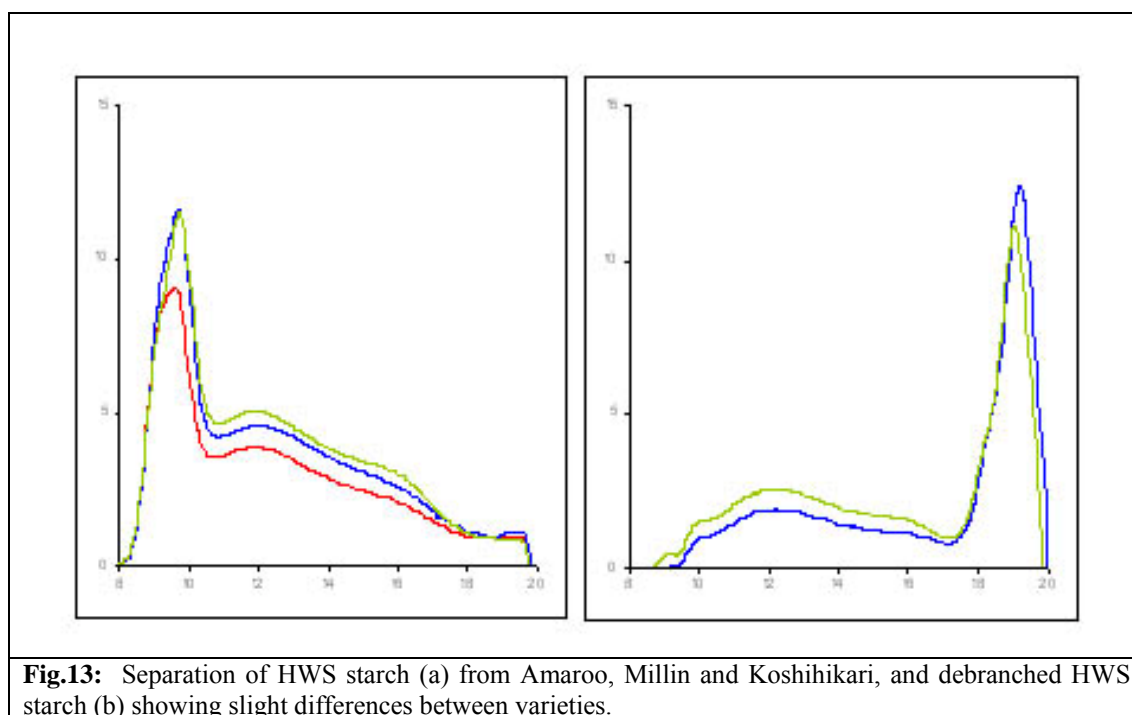 15
10
5
0
8 10 12 14 16 18 20
15
10
5
0
8 10 12 14 16 18 20
Fig.13: Separation of HWS starch (a) from Amaroo, Millin and Koshihikari, and debranched HWS
starch (b) showing slight differences between varieties.